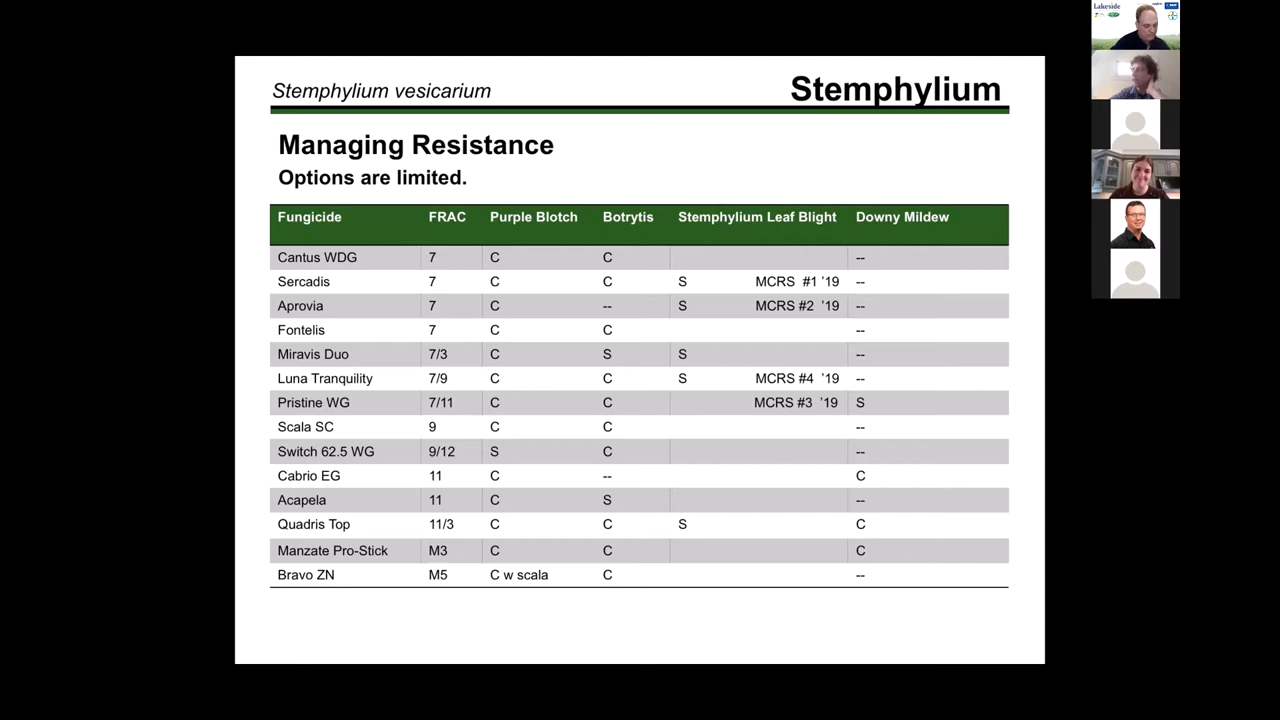 Stemphylium vesicarium Stemphylium
Managing Resistance
Options are limited.
Fungicide FRAC Purple Blotch Botrytis Stemphylium Leaf Blight Downy Mildew
Cantus WDG 7 C C --
Sercadis 7 C C S MCRS #1 '19 --
Aprovia 7 C -- S MCRS #2 '19 --
Fontelis 7 C C --
Miravis Duo 7/3 C S S --
Luna Tranquility 7/9 C C S MCRS #4 '19 --
Pristine WG 7/11 C C MCRS #3 '19 S
Scala SC 9 C C --
Switch 62.5 WG 9/12 S C --
Cabrio EG 11 C -- C
Acapela 11 C S --
Quadris Top 11/3 C C S C
Manzate Pro-Stick M3 C C C
Bravo ZN M5 C w scala C --
Lakeside